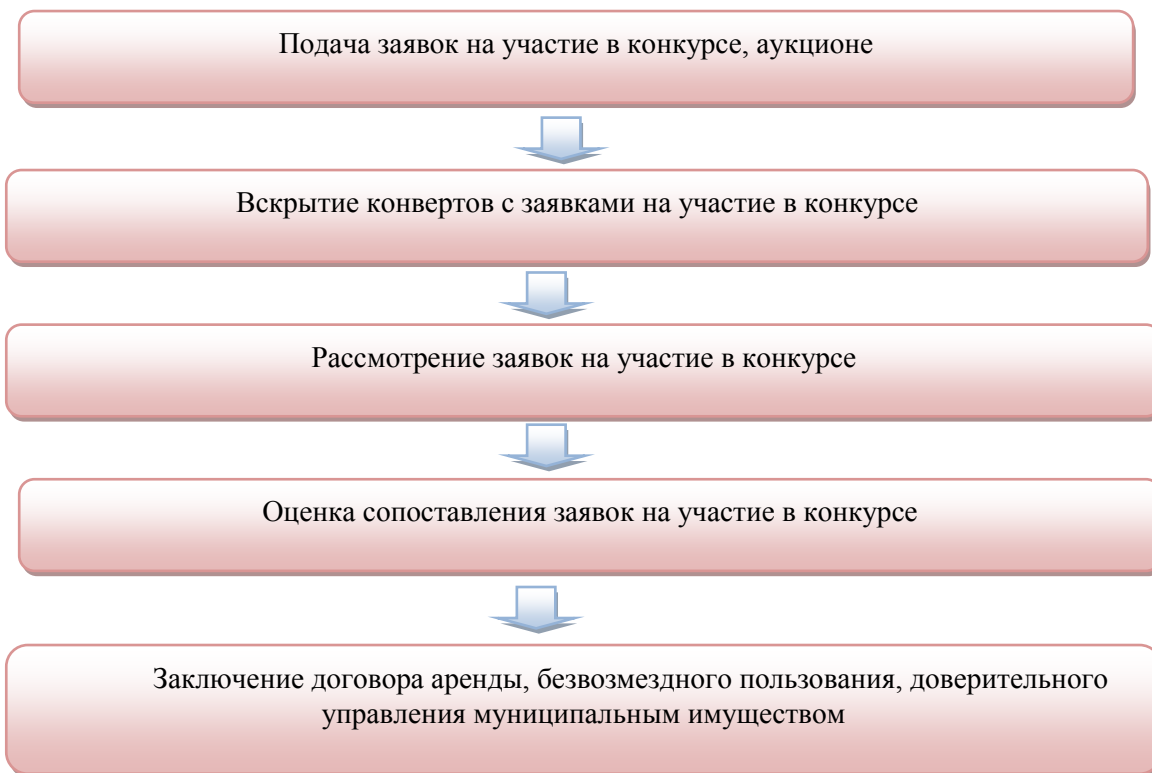 Подача заявок на участие в конкурсе, аукционе
Вскрытие конвертов с заявками на участие в конкурсе
Рассмотрение заявок на участие в конкурсе
Оценка сопоставления заявок на участие в конкурсе
Заключение договора аренды, безвозмездного пользования, доверительного
управления муниципальным имуществом